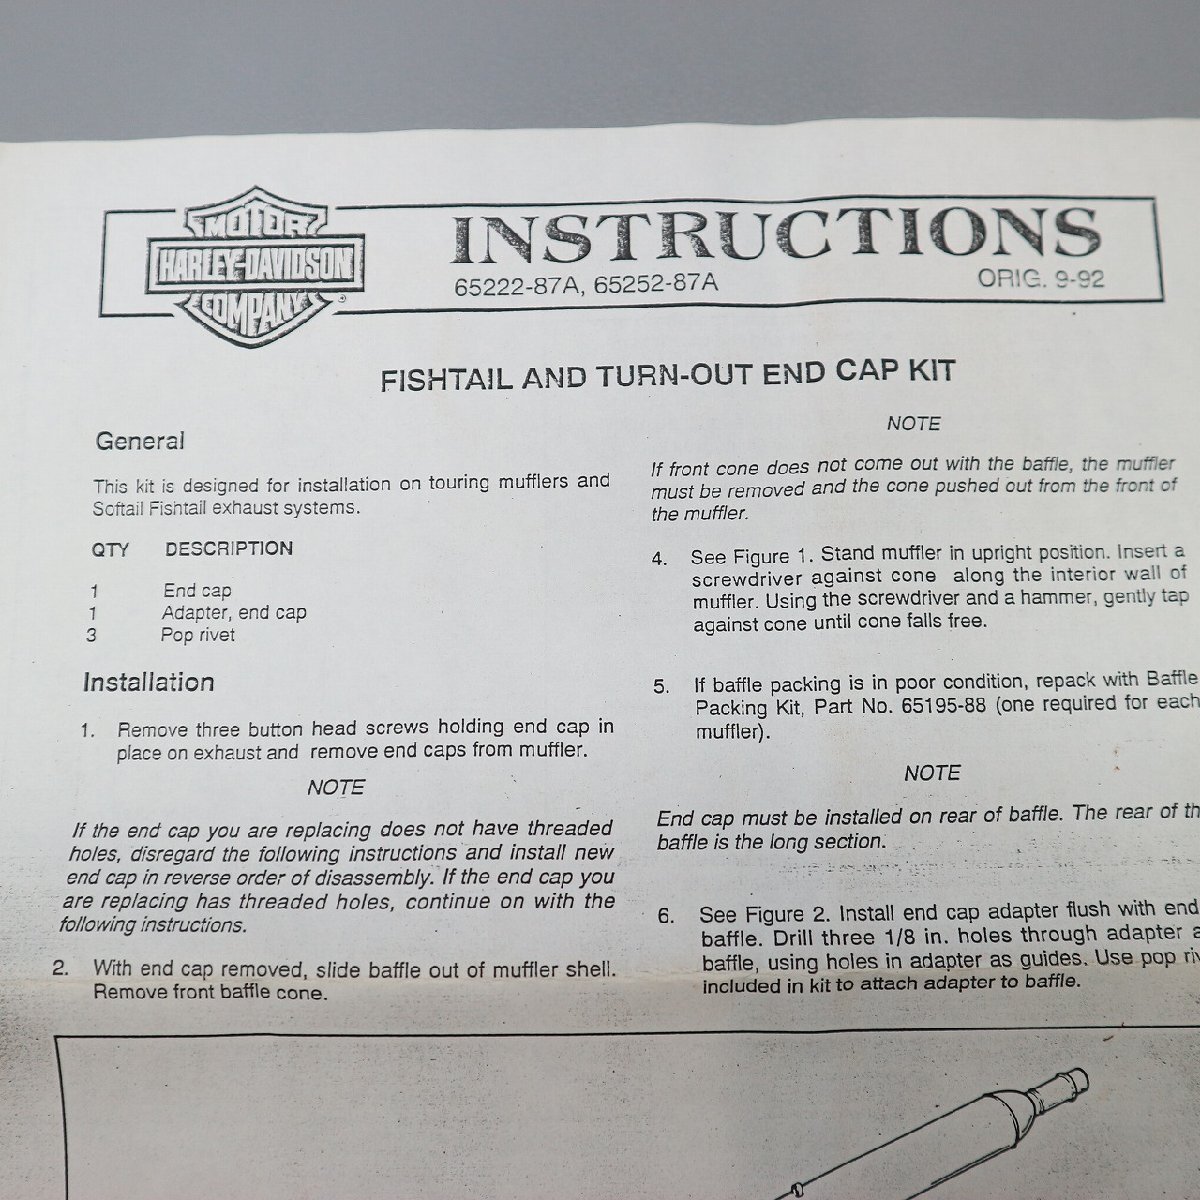 MOTOR
HARLEY-DAVIDSON
COMPANY
INSTRUCTIONS
65222-87A, 65252-87A
ORIG. 9-92
FISHTAIL AND TURN-OUT END CAP KIT
General
This kit is designed for installation on touring mufflers and
Softail Fishtail exhaust systems.
QTY DESCRIPTION
1 End cap
1 Adapter, end cap
3 Pop rivet
Installation
1. Remove three button head screws holding end cap in
place on exhaust and remove end caps from muffler.
NOTE
If the end cap you are replacing does not have threaded
holes, disregard the following instructions and install new
end cap in reverse order of disassembly. If the end cap you
are replacing has threaded holes, continue on with the
following instructions.
2. With end cap removed, slide baffle out of muffler shell.
Remove front baffle cone.
NOTE
If front cone does not come out with the baffle, the muffler
must be removed and the cone pushed out from the front of
the muffler.
4. See Figure 1. Stand muffler in upright position. Insert a
screwdriver against cone along the interior wall of
muffler. Using the screwdriver and a hammer, gently tap
against cone until cone falls free.
5. If baffle packing is in poor condition, repack with Baffle
Packing Kit, Part No. 65195-88 (one required for each
muffler).
NOTE
End cap must be installed on rear of baffle. The rear of th
baffle is the long section.
6. See Figure 2. Install end cap adapter flush with end
baffle. Drill three 1/8 in. holes through adapter a
baffle, using holes in adapter as guides. Use pop riv
included in kit to attach adapter to baffle.